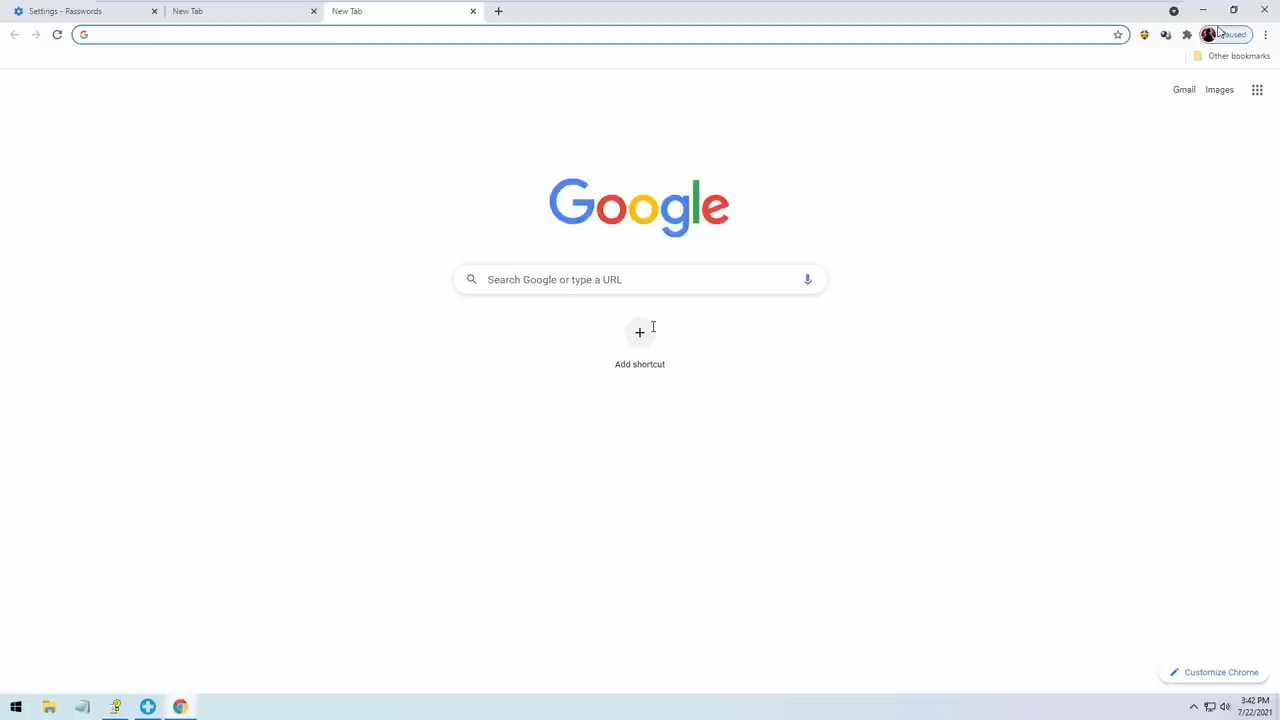 Settings - Passwords
New Tab
New Tab
Other bookmarks
Gmail
Images
Google
Search Google or type a URL
Add shortcut
Customize Chrome
3:42 PM
7/22/2021